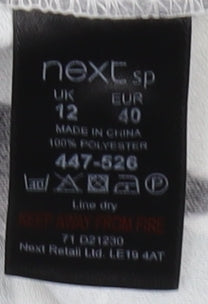 next sp
UK EUR
12 40
MADE IN CHINA
100% POLYESTER
447-526
Line dry
KEEP AWAY FROM FIRE
71 D21230
Next Retail Ltd. LE19 4AT